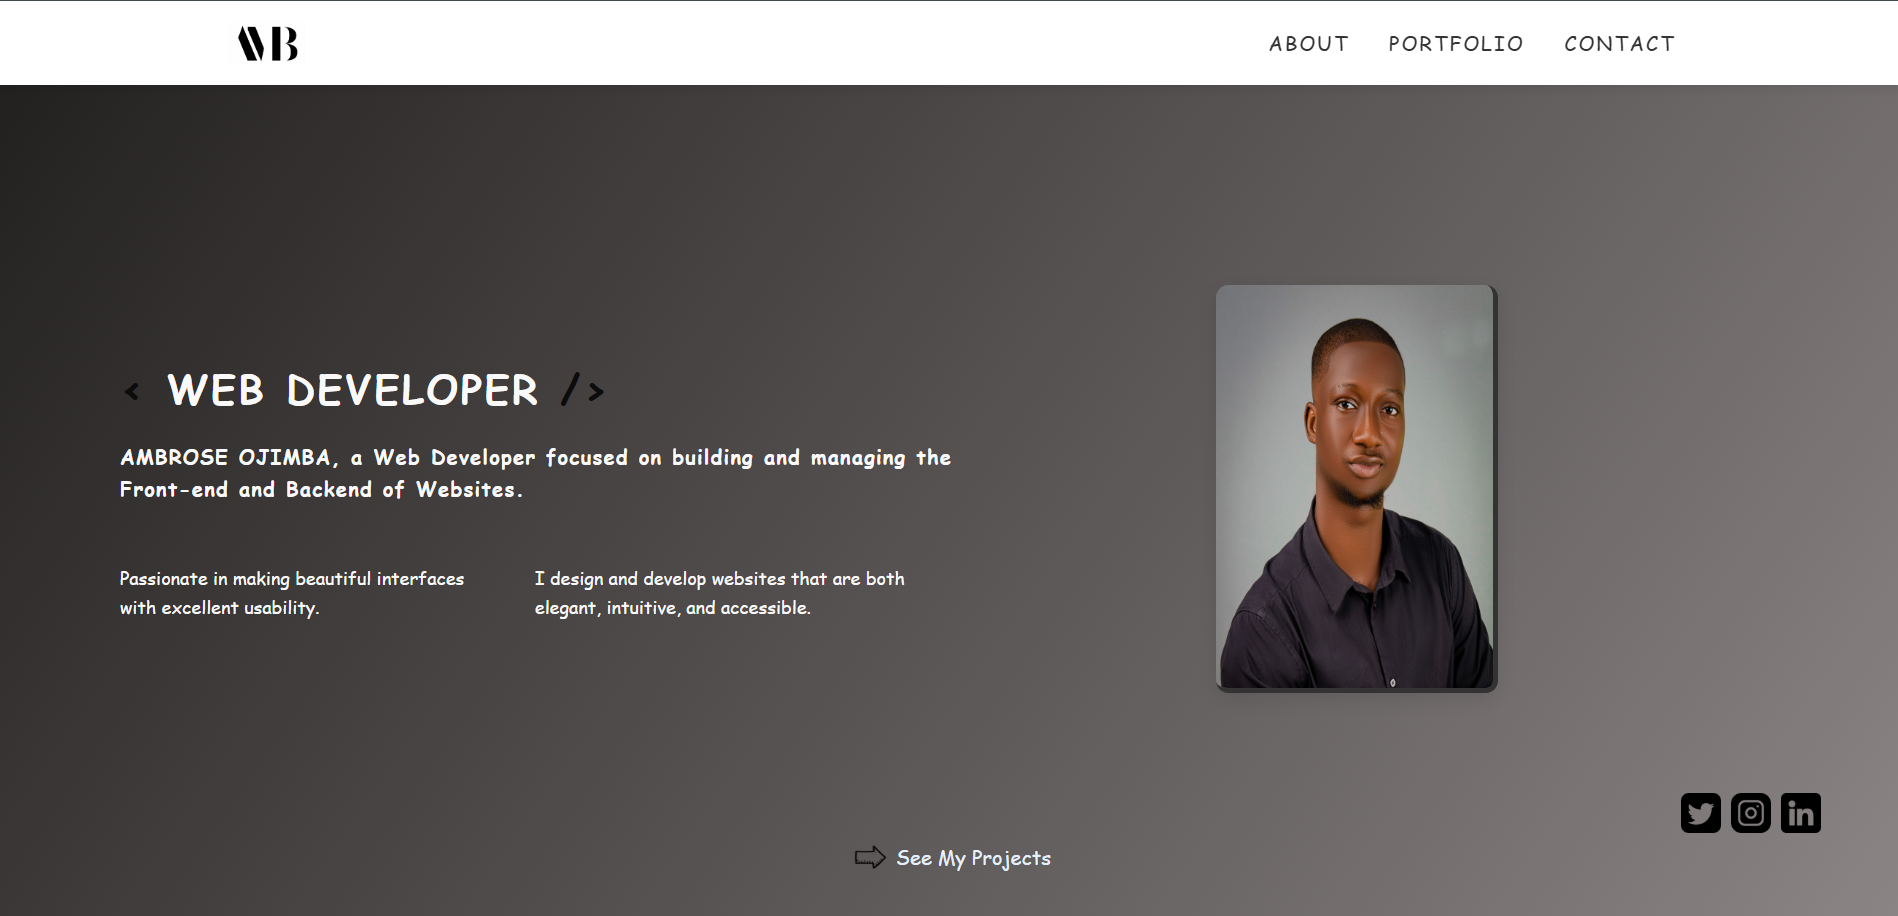 WB
ABOUT PORTFOLIO CONTACT
< WEB DEVELOPER />
AMBROSE OJIMBA, a Web Developer focused on building and managing the
Front-end and Backend of Websites.
Passionate in making beautiful interfaces
with excellent usability.
I design and develop websites that are both
elegant, intuitive, and accessible.
in
See My Projects